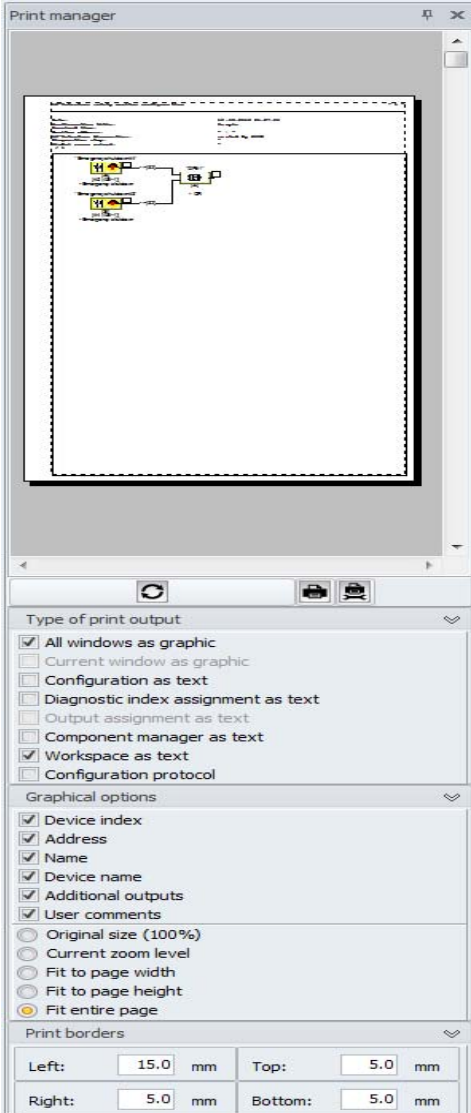 Print manager
Type of print output
All windows as graphic
Current window as graphic
Configuration as text
Diagnostic index assignment as text
Output assignment as text
Component manager as text
Workspace as text
Configuration protocol
Graphical options
Device index
Address
Name
Device name
Additional outputs
User comments
Original size (100%)
Current zoom level
Fit to page width
Fit to page height
Fit entire page
Print borders
Left: 15.0 mm Top: 5.0 mm
Right: 5.0 mm Bottom: 5.0 mm